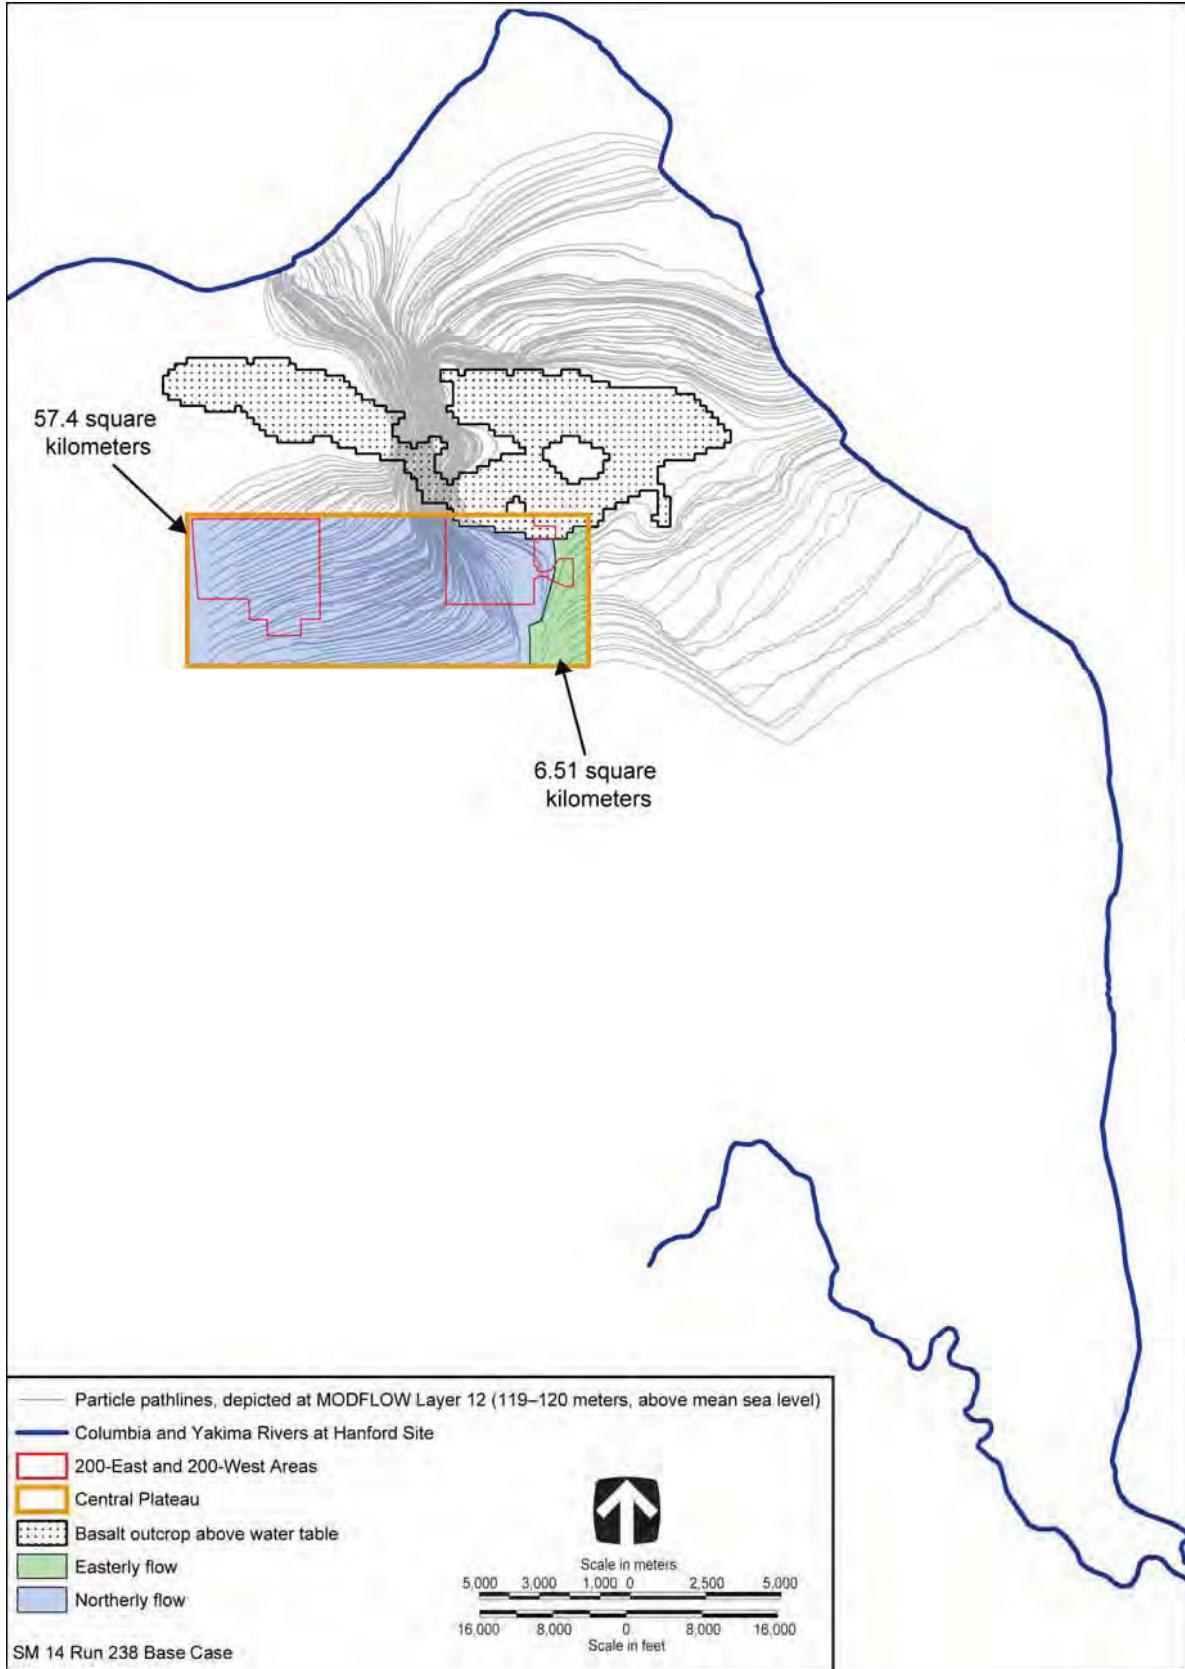 57.4 square
kilometers
6.51 square
kilometers
Particle pathlines, depicted at MODFLOW Layer 12 (119–120 meters, above mean sea level)
Columbia and Yakima Rivers at Hanford Site
200-East and 200-West Areas
Central Plateau
Basalt outcrop above water table
Easterly flow
Northerly flow
Scale in meters
5,000 3,000 1,000 0 2,500 5,000
16,000 8,000 0 8,000 16,000
Scale in feet
SM 14 Run 238 Base Case